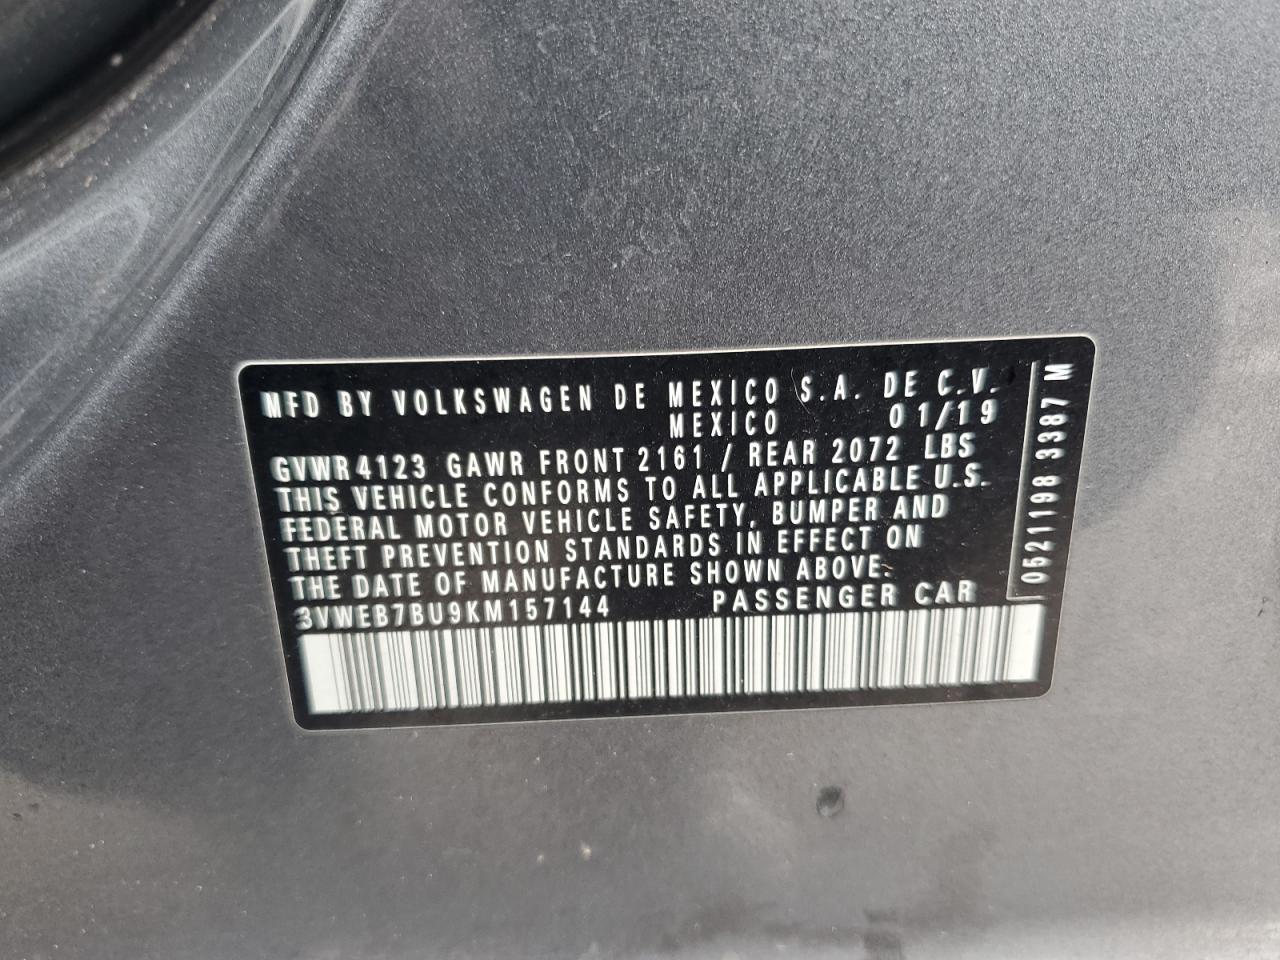 MFD BY VOLKSWAGEN DE MEXICO S.A. DE C.V.
MEXICO 01/19
GVWR 4123 GAWR FRONT 2161 / REAR 2072 LBS
THIS VEHICLE CONFORMS TO ALL APPLICABLE U.S.
FEDERAL MOTOR VEHICLE SAFETY, BUMPER AND
THEFT PREVENTION STANDARDS IN EFFECT ON
THE DATE OF MANUFACTURE SHOWN ABOVE.
3VWEB7BU9KM157144 PASSENGER CAR
0521198 3387 M